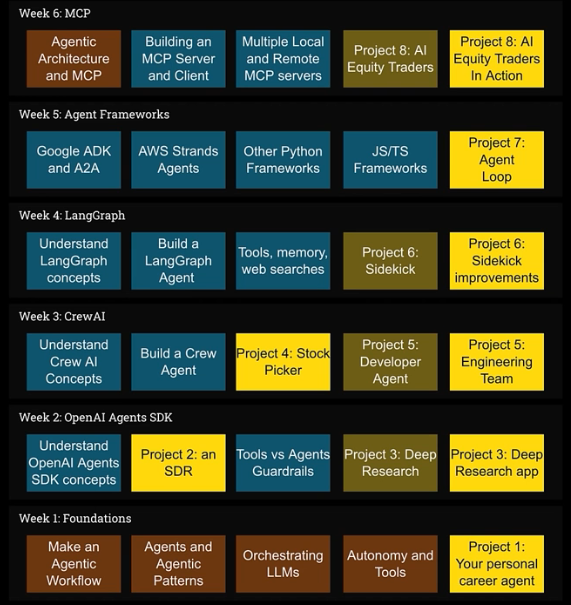 Week 6: MCP
Agentic
Architecture
and MCP
Building an
MCP Server
and Client
Multiple Local
and Remote
MCP servers
Project 8: AI
Equity Traders
Project 8: AI
Equity Traders
In Action
Week 5: Agent Frameworks
Google ADK
and A2A
AWS Strands
Agents
Other Python
Frameworks
JS/TS
Frameworks
Project 7:
Agent
Loop
Week 4: LangGraph
Understand
LangGraph
concepts
Build a
LangGraph
Agent
Tools, memory,
web searches
Project 6:
Sidekick
Project 6:
Sidekick
improvements
Week 3: CrewAI
Understand
Crew AI
Concepts
Build a Crew
Agent
Project 4: Stock
Picker
Project 5:
Developer
Agent
Project 5:
Engineering
Team
Week 2: OpenAI Agents SDK
Understand
OpenAI Agents
SDK concepts
Project 2: an
SDR
Tools vs Agents
Guardrails
Project 3: Deep
Research
Project 3: Deep
Research app
Week 1: Foundations
Make an
Agentic
Workflow
Agents and
Agentic
Patterns
Orchestrating
LLMs
Autonomy and
Tools
Project 1:
Your personal
career agent